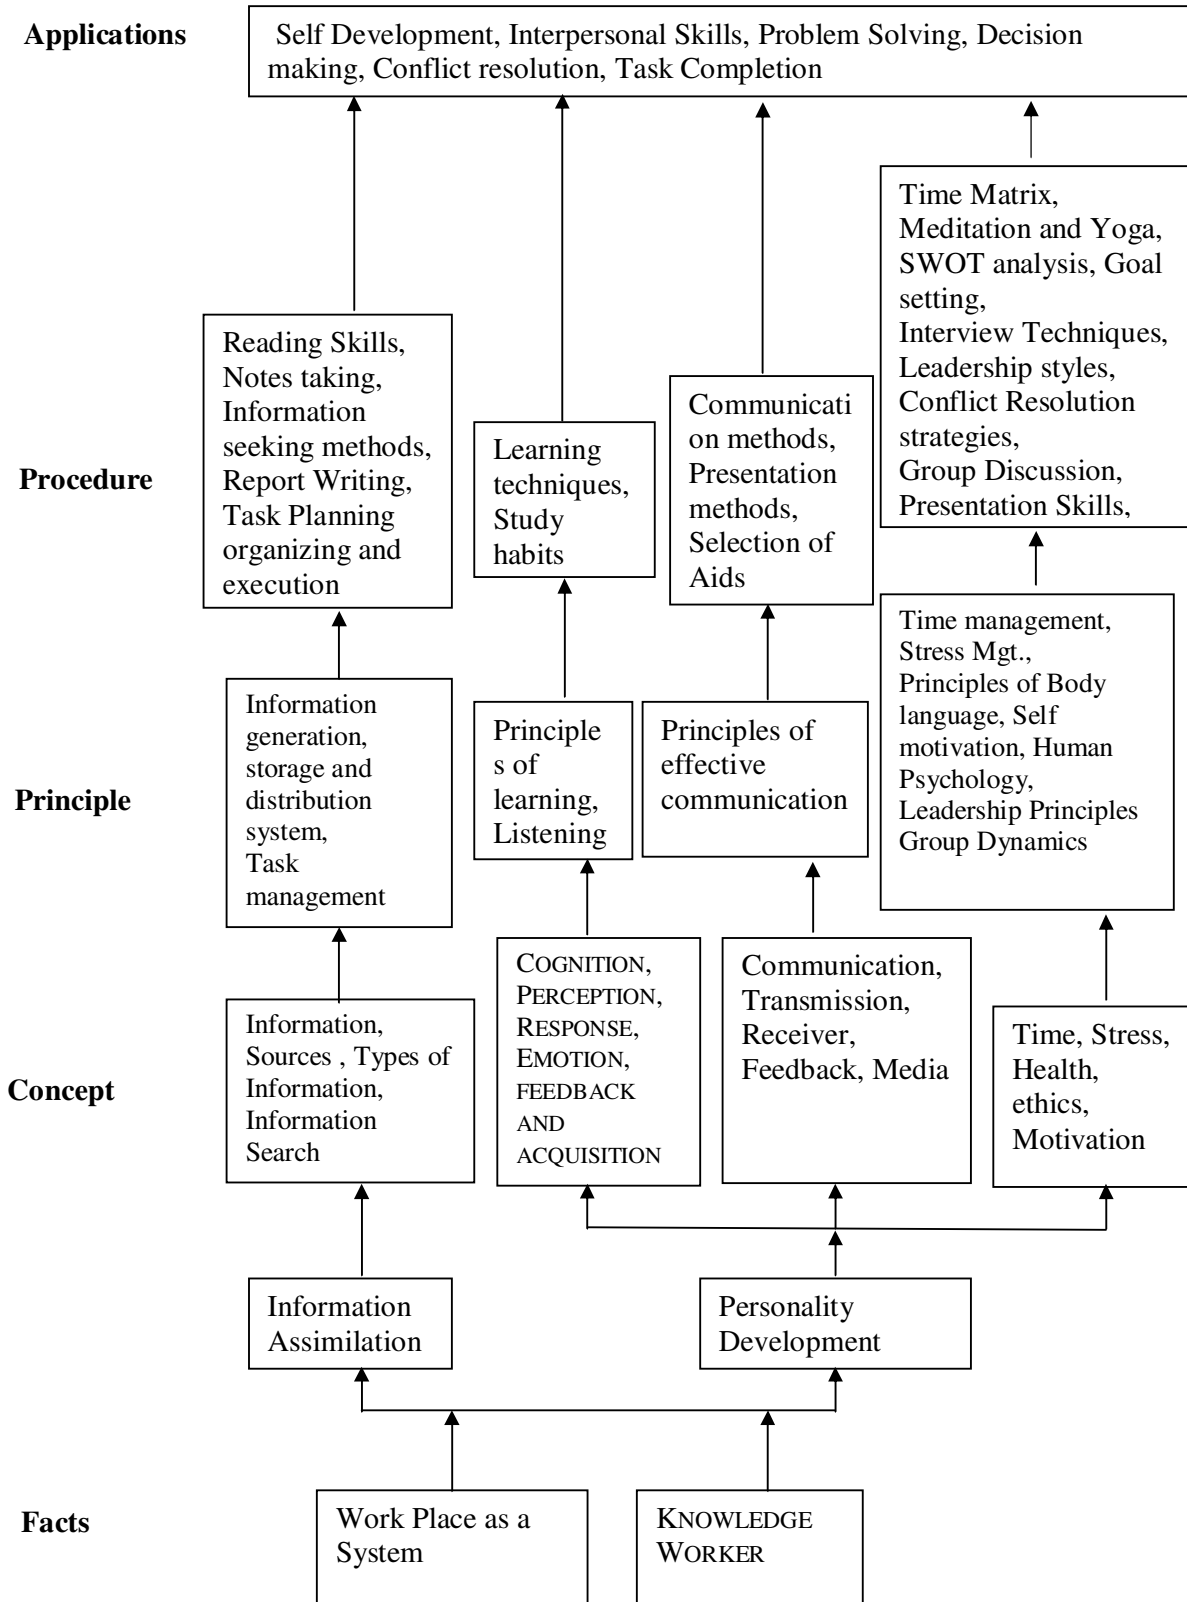 Applications
Self Development, Interpersonal Skills, Problem Solving, Decision
making, Conflict resolution, Task Completion
Time Matrix,
Meditation and Yoga,
SWOT analysis, Goal
setting,
Interview Techniques,
Leadership styles,
Conflict Resolution
strategies,
Group Discussion,
Presentation Skills,
Procedure
Reading Skills,
Notes taking,
Information
seeking methods,
Report Writing,
Task Planning
organizing and
execution
Learning
techniques,
Study
habits
Communicati
on methods,
Presentation
methods,
Selection of
Aids
Principle
Information
generation,
storage and
distribution
system,
Task
management
Principle
s of
learning,
Listening
Principles of
effective
communication
Time management,
Stress Mgt.,
Principles of Body
language, Self
motivation, Human
Psychology,
Leadership Principles
Group Dynamics
Concept
Information,
Sources , Types of
Information,
Information
Search
COGNITION,
PERCEPTION,
RESPONSE,
EMOTION,
FEEDBACK
AND
ACQUISITION
Communication,
Transmission,
Receiver,
Feedback, Media
Time, Stress,
Health,
ethics,
Motivation
Information
Assimilation
Personality
Development
Facts
Work Place as a
System
KNOWLEDGE
WORKER